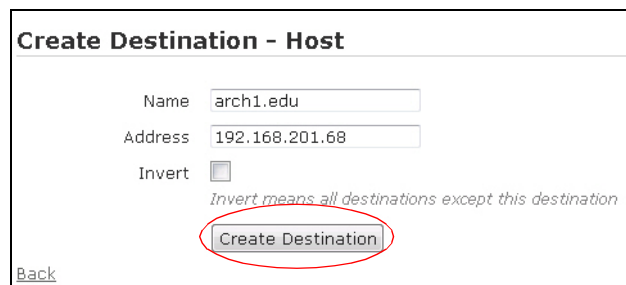 Create Destination - Host
Name arch1.edu
Address 192.168.201.68
Invert
Invert means all destinations except this destination
Create Destination
Back